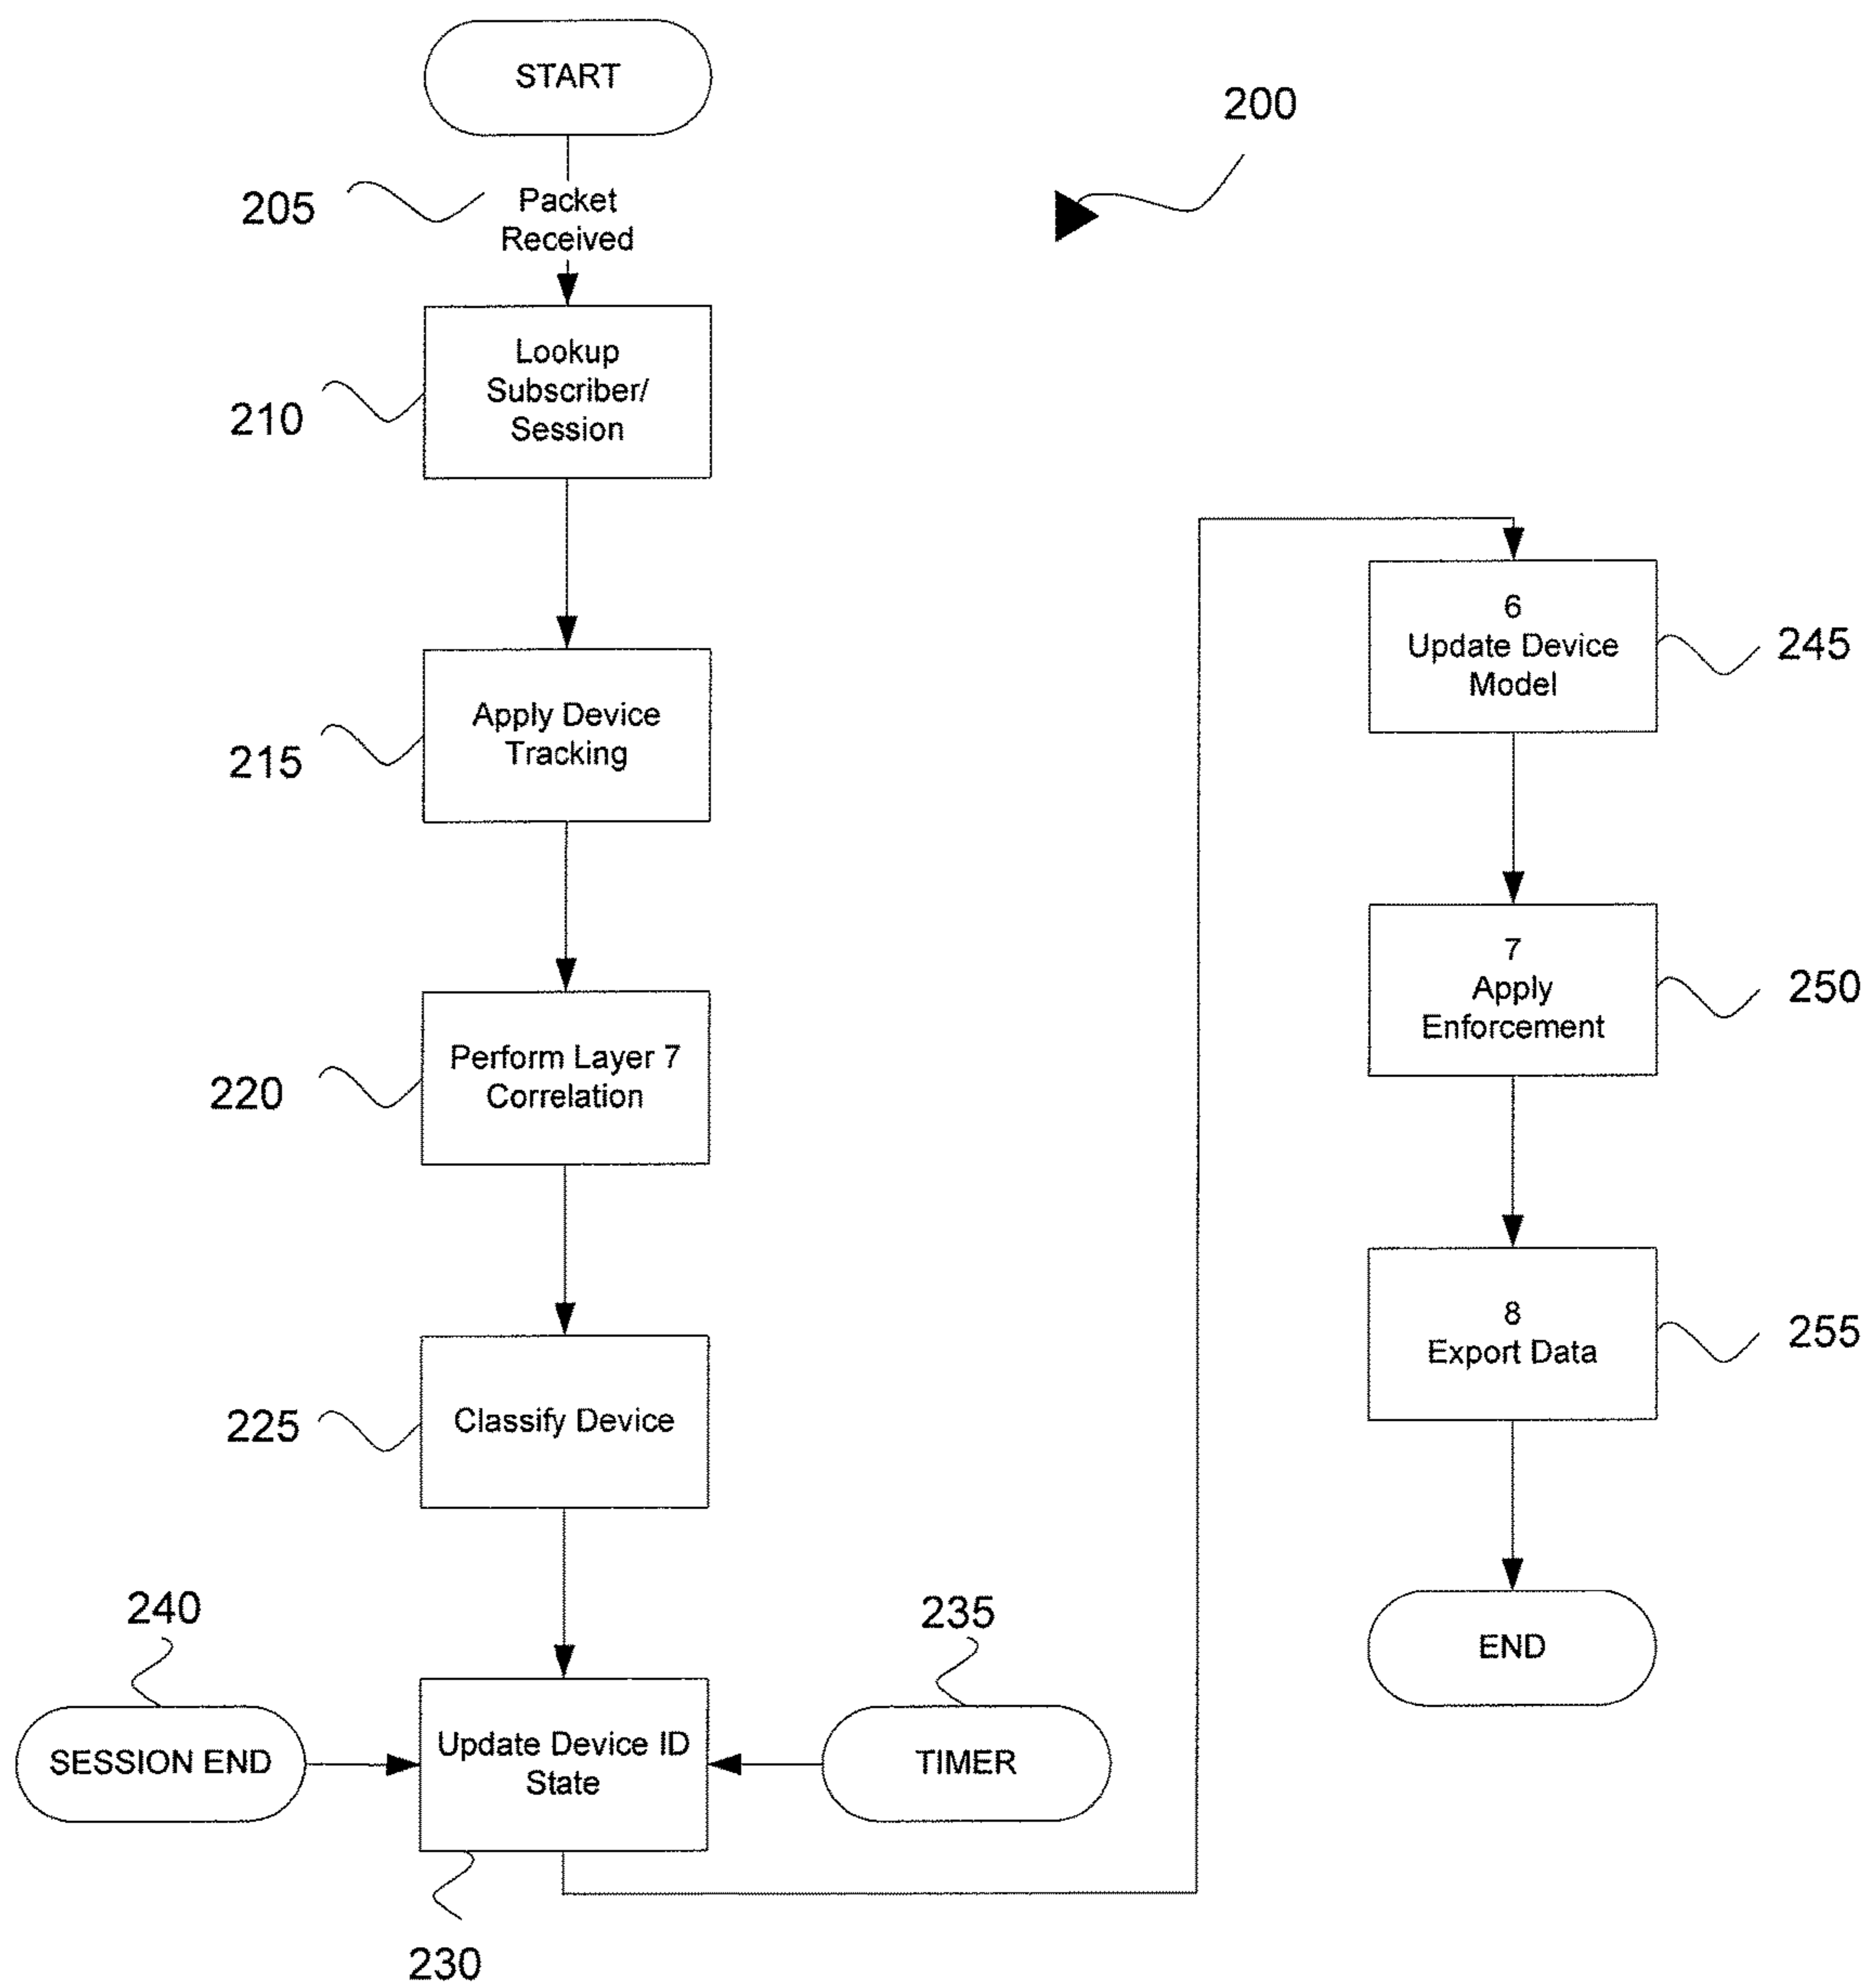 START
200
205
Packet
Received
Lookup
Subscriber/
Session
210
Apply Device
Tracking
215
Perform Layer 7
Correlation
220
Classify Device
225
240
235
SESSION END
Update Device ID
State
TIMER
230
6
Update Device
Model
245
7
Apply
Enforcement
250
8
Export Data
255
END